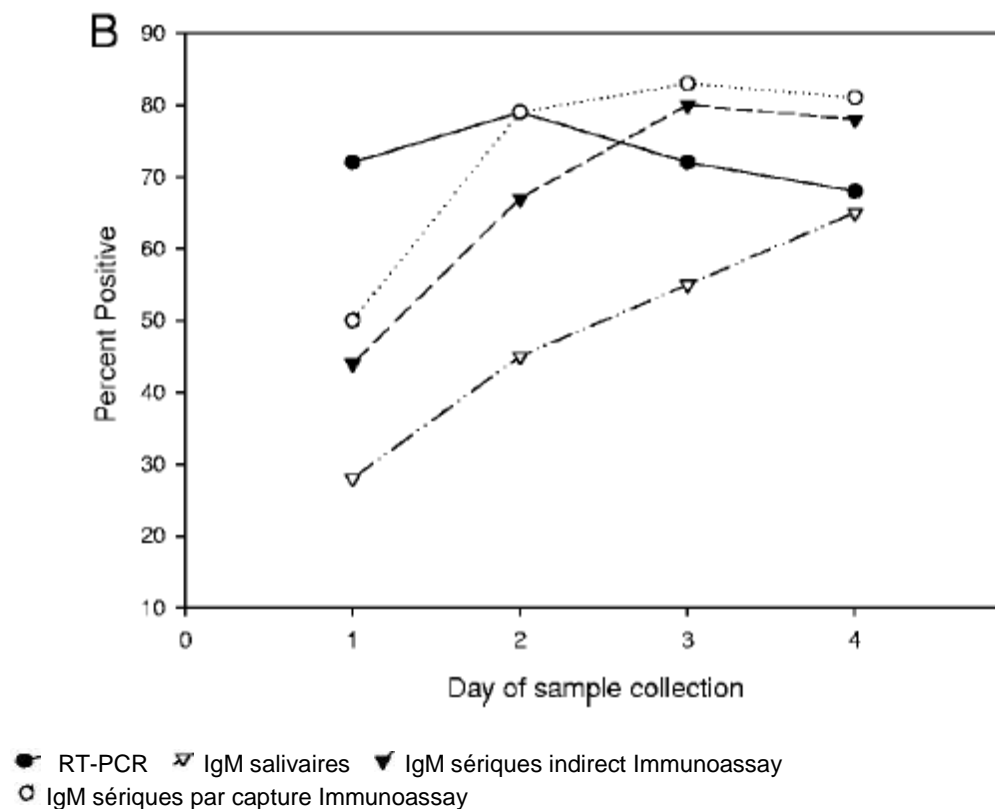 B
90
80
70
60
50
40
30
20
10
Percent Positive
0 1 2 3 4
Day of sample collection
RT-PCR IgM salivaires IgM sériques indirect Immunoassay
IgM sériques par capture Immunoassay